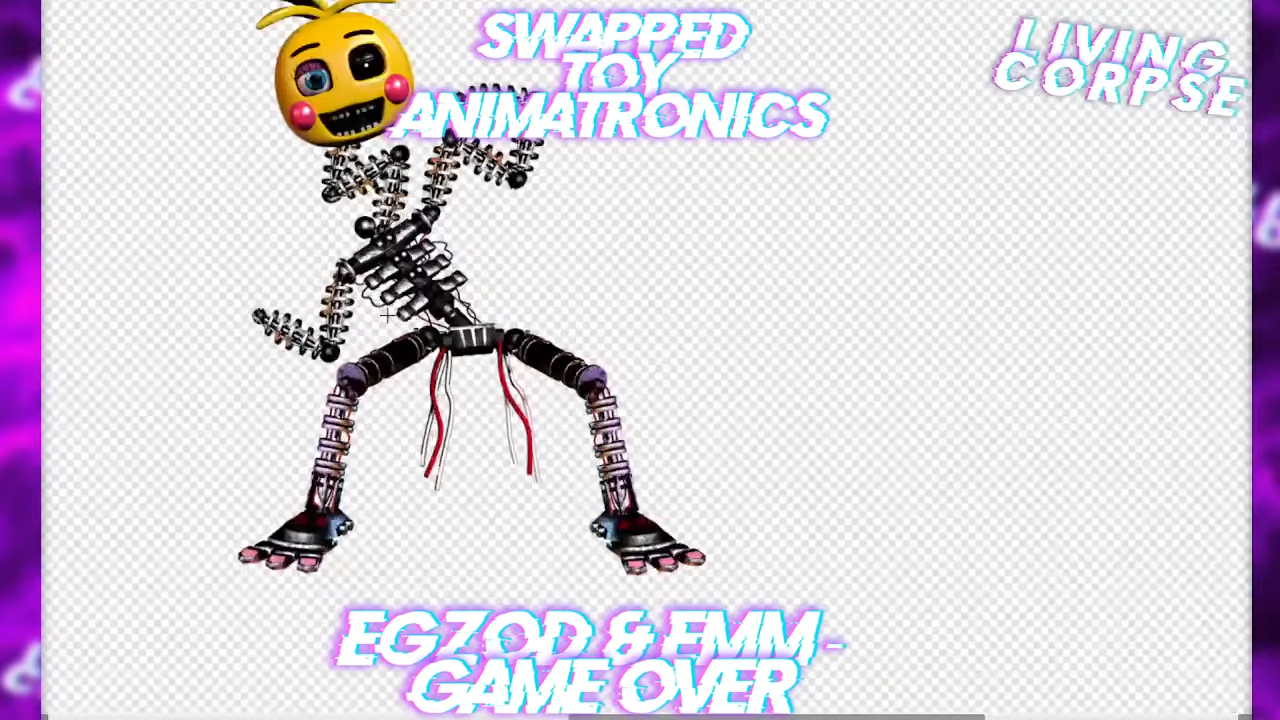 SWAPPED
TOY
ANIMATRONICS
LIVING
CORPSE
EGZOD & EMM -
GAME OVER